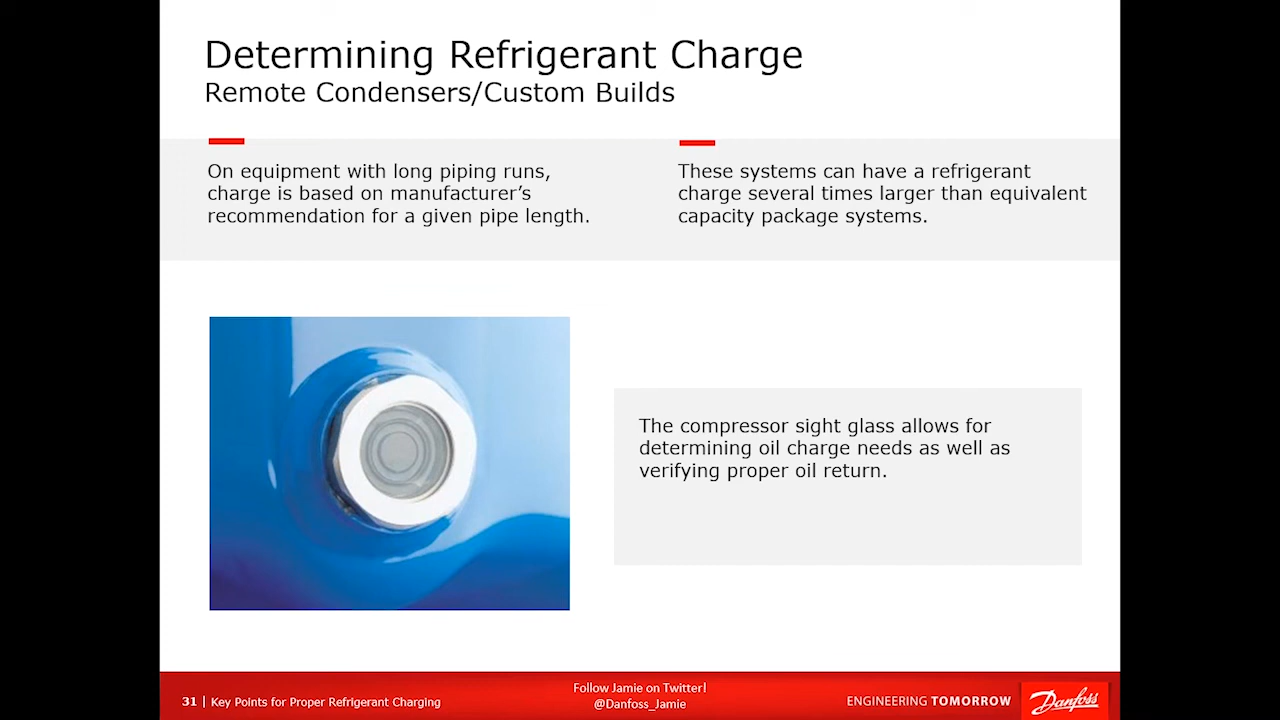 Determining Refrigerant Charge
Remote Condensers/Custom Builds
On equipment with long piping runs,
charge is based on manufacturer’s
recommendation for a given pipe length.
These systems can have a refrigerant
charge several times larger than equivalent
capacity package systems.
The compressor sight glass allows for
determining oil charge needs as well as
verifying proper oil return.
31 | Key Points for Proper Refrigerant Charging
Follow Jamie on Twitter!
@Danfoss_Jamie
ENGINEERING TOMORROW
Danfoss